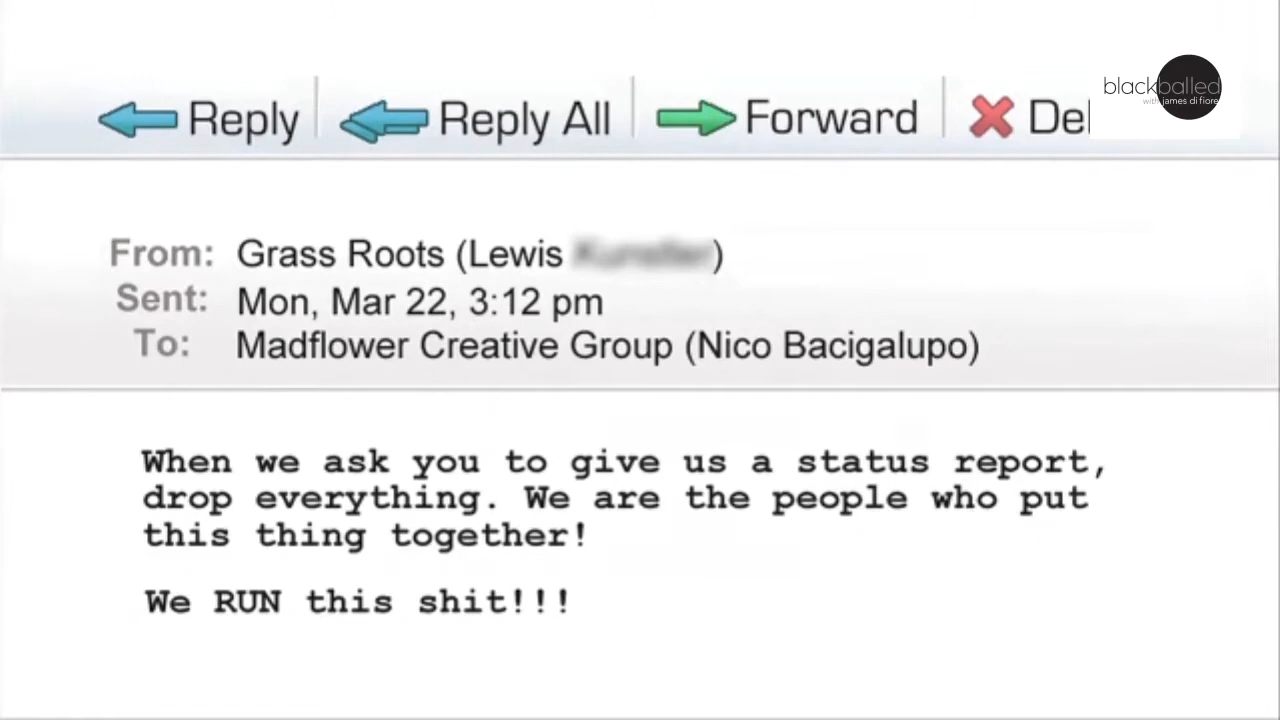 blackballed
with james di fiore
Reply
Reply All
Forward
Del
From: Grass Roots (Lewis )
Sent: Mon, Mar 22, 3:12 pm
To: Madflower Creative Group (Nico Bacigalupo)
When we ask you to give us a status report,
drop everything. We are the people who put
this thing together!
We RUN this shit!!!